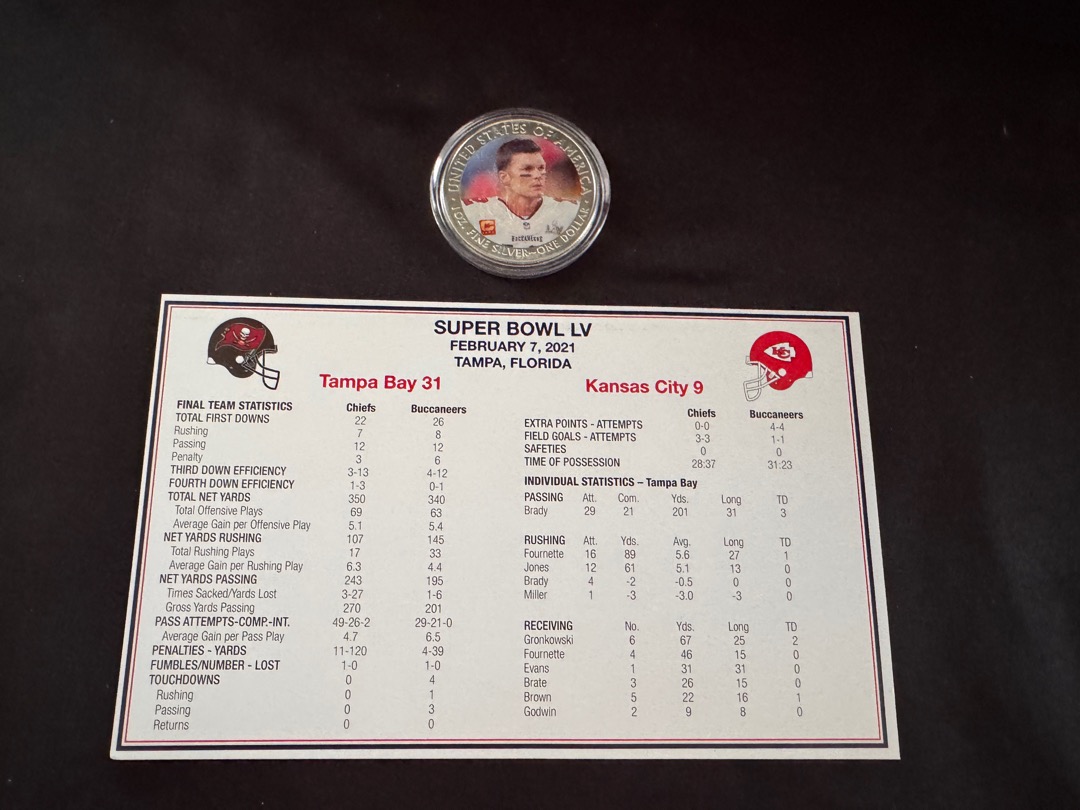 UNITED STATES OF AMERICA
1 OZ. FINE SILVER~ONE DOLLAR
BUCCANEERS
LV
SUPER BOWL LV
FEBRUARY 7, 2021
TAMPA, FLORIDA
Tampa Bay 31 Kansas City 9
KC
FINAL TEAM STATISTICS Chiefs Buccaneers
TOTAL FIRST DOWNS 22 26
Rushing 7 8
Passing 12 12
Penalty 3 6
THIRD DOWN EFFICIENCY 3-13 4-12
FOURTH DOWN EFFICIENCY 1-3 0-1
TOTAL NET YARDS 350 340
Total Offensive Plays 69 63
Average Gain per Offensive Play 5.1 5.4
NET YARDS RUSHING 107 145
Total Rushing Plays 17 33
Average Gain per Rushing Play 6.3 4.4
NET YARDS PASSING 243 195
Times Sacked/Yards Lost 3-27 1-6
Gross Yards Passing 270 201
PASS ATTEMPTS-COMP.-INT. 49-26-2 29-21-0
Average Gain per Pass Play 4.7 6.5
PENALTIES - YARDS 11-120 4-39
FUMBLES/NUMBER - LOST 1-0 1-0
TOUCHDOWNS 0 4
Rushing 0 1
Passing 0 3
Returns 0 0
Chiefs Buccaneers
EXTRA POINTS - ATTEMPTS 0-0 4-4
FIELD GOALS - ATTEMPTS 3-3 1-1
SAFETIES 0 0
TIME OF POSSESSION 28:37 31:23
INDIVIDUAL STATISTICS – Tampa Bay
PASSING Att. Com. Yds. Long TD
Brady 29 21 201 31 3
RUSHING Att. Yds. Avg. Long TD
Fournette 16 89 5.6 27 1
Jones 12 61 5.1 13 0
Brady 4 -2 -0.5 0 0
Miller 1 -3 -3.0 -3 0
RECEIVING No. Yds. Long TD
Gronkowski 6 67 25 2
Fournette 4 46 15 0
Evans 1 31 31 0
Brate 3 26 15 0
Brown 5 22 16 1
Godwin 2 9 8 0